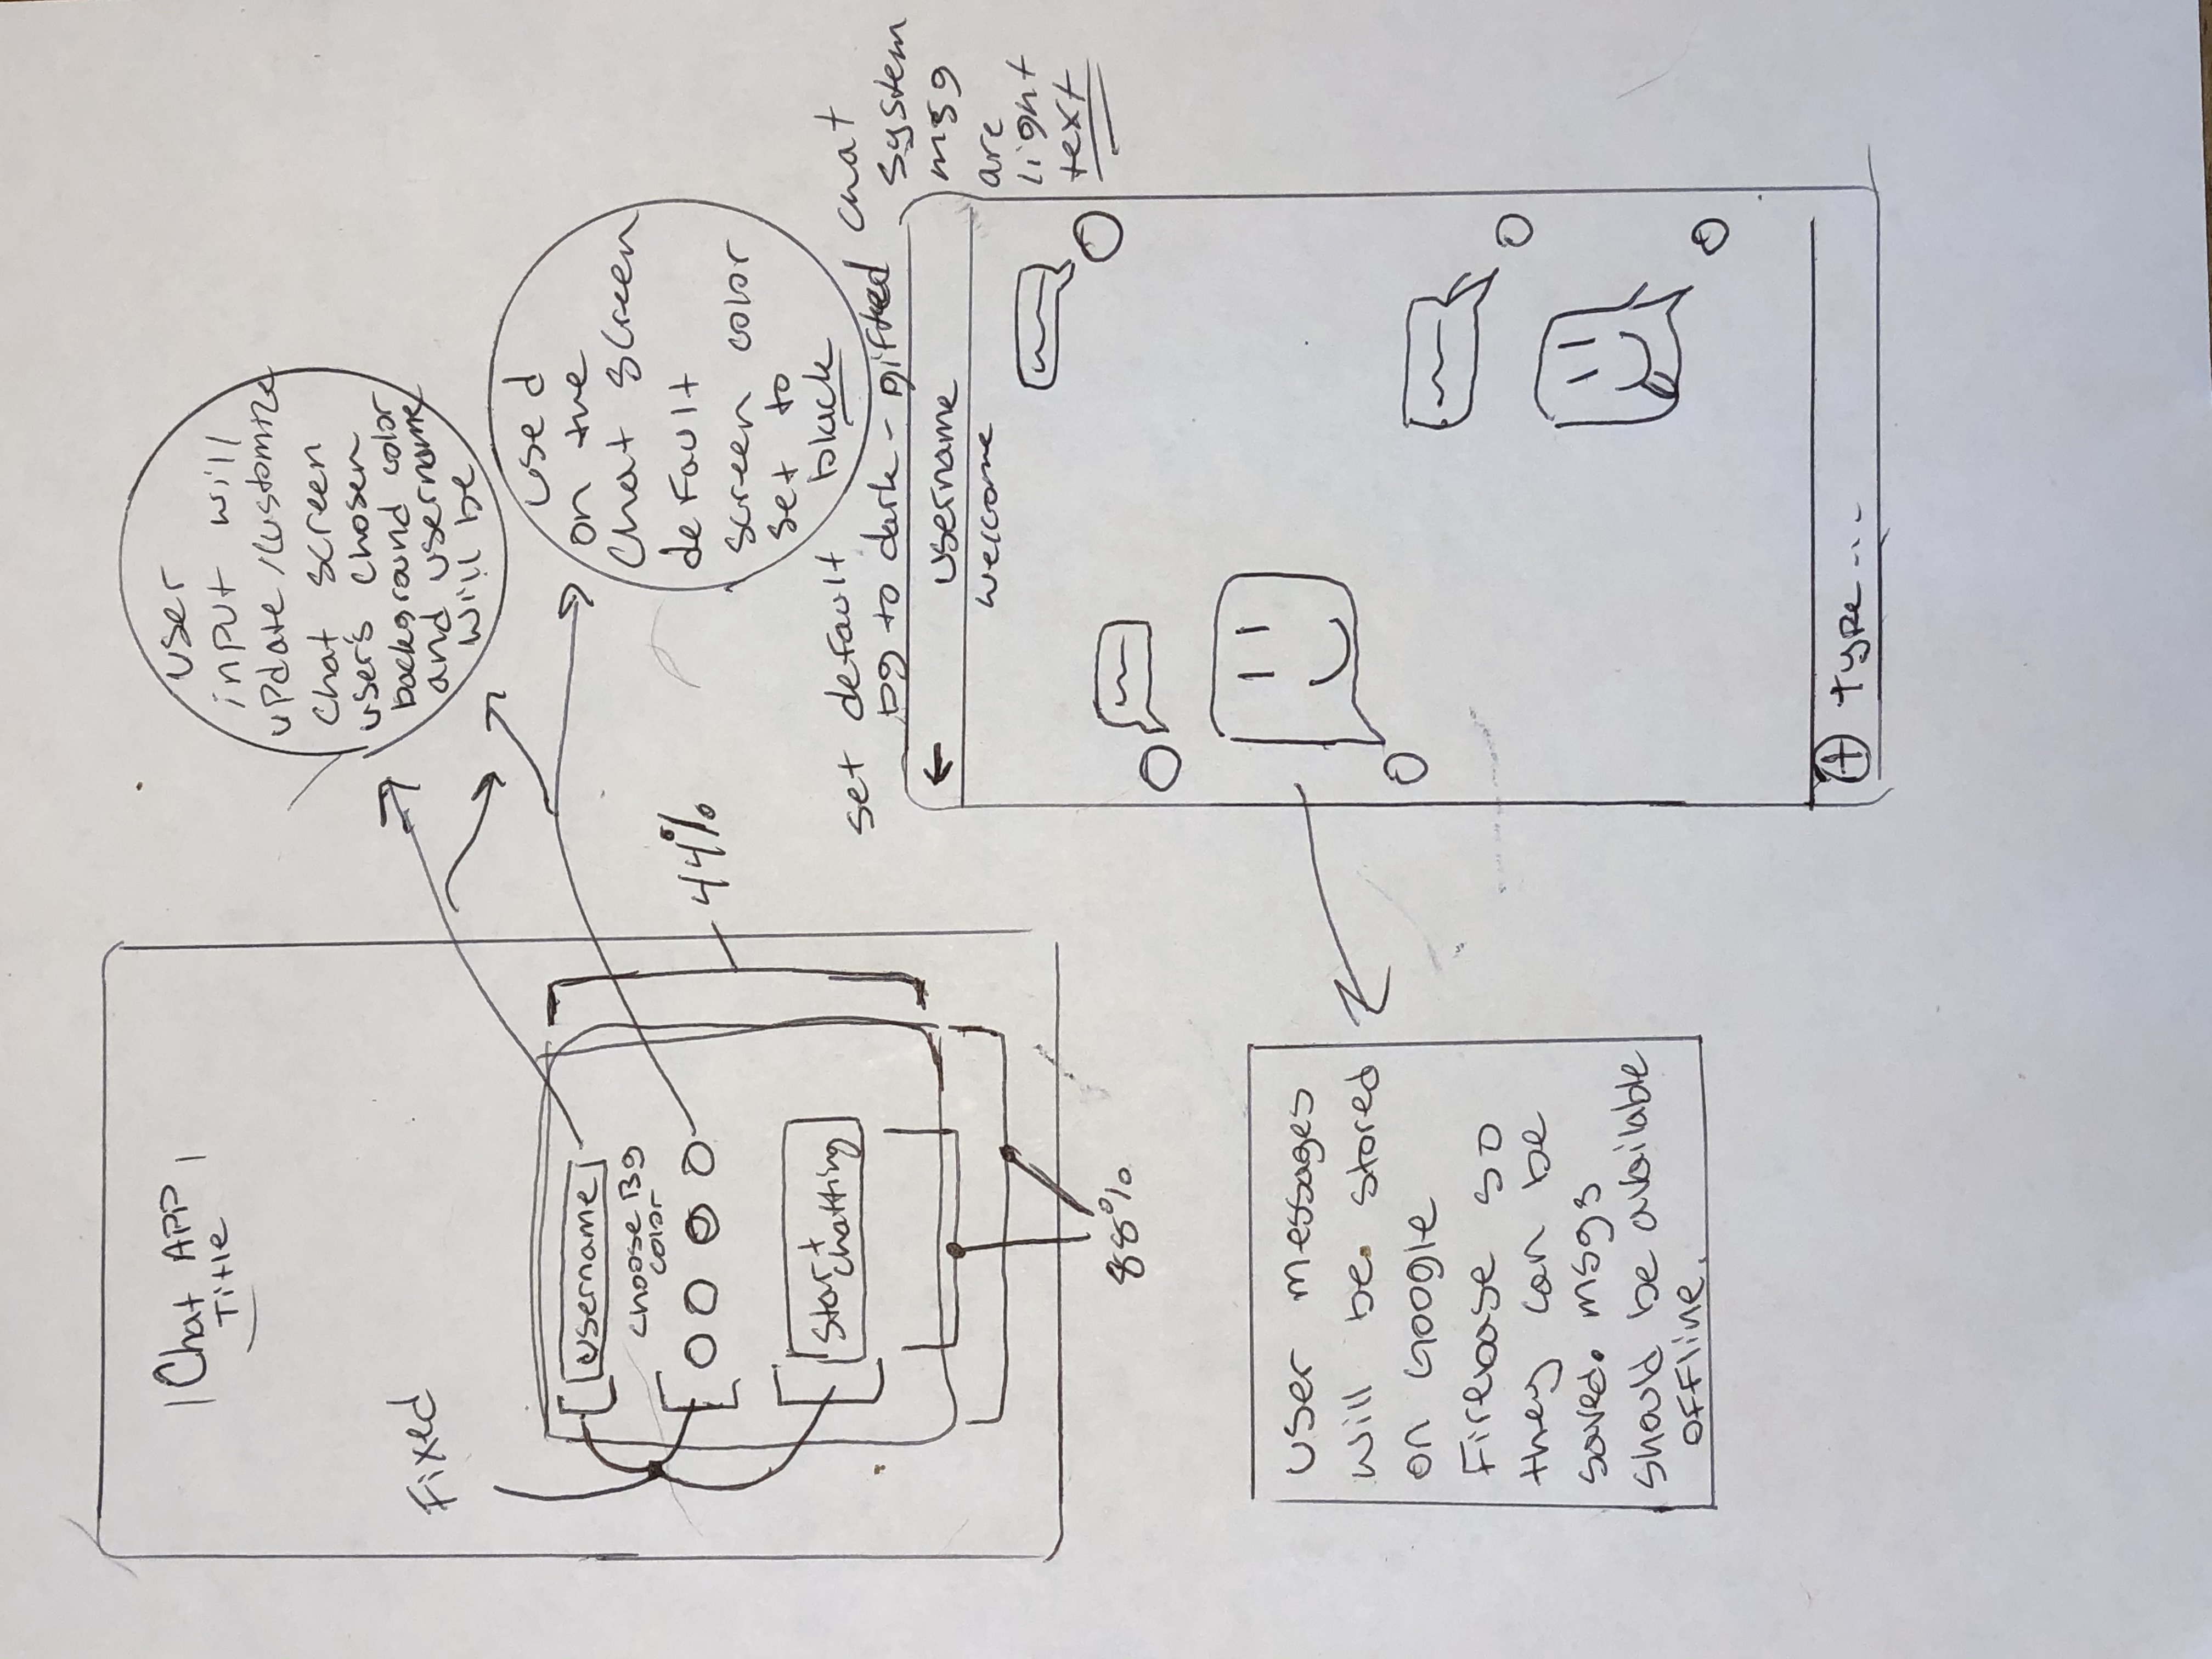 Chat APP
Title
Fixed
username
choose Bg
color
Start
chatting
44%
88%
user
input will
update/customize
chat screen
user's chosen
background color
and username
will be
used
on the
Chat screen
default
screen color
set to
black
set default
bg to dark - gifted chat
system
msg
are
light
text
←
username
welcome
user messages
will be stored
on Google
Firebase so
they can be
saved. msgs
should be available
offline.
+ type...